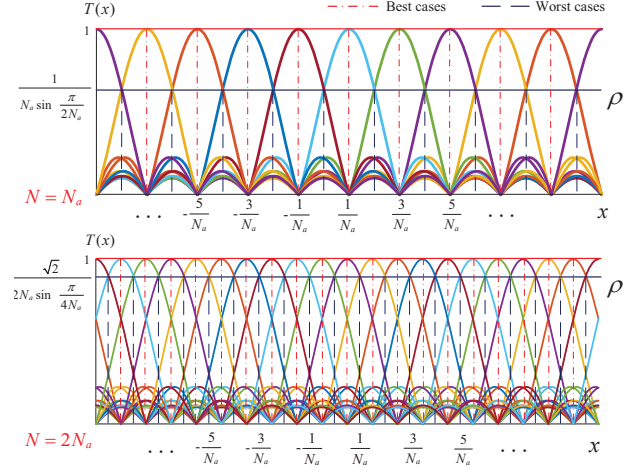 Best cases
Worst cases
T(x)
1
1
N_a sin π
2N_a
ρ
N = N_a
... -5/N_a -3/N_a -1/N_a 1/N_a 3/N_a 5/N_a ... x
T(x)
1
√2
2N_a sin π
4N_a
ρ
N = 2N_a
... -5/N_a -3/N_a -1/N_a 1/N_a 3/N_a 5/N_a ... x